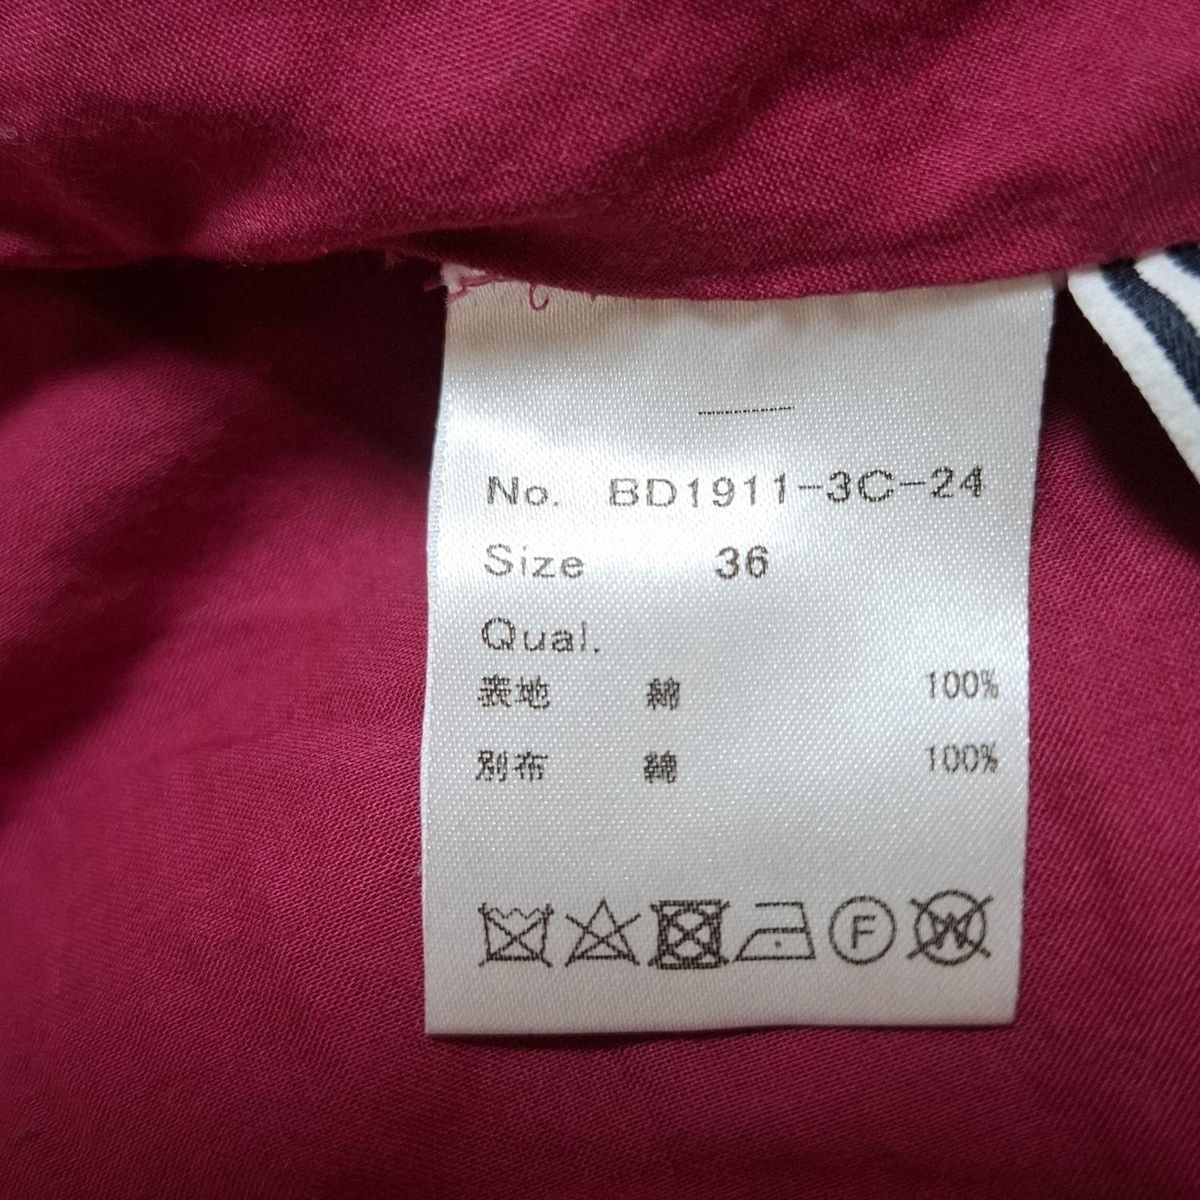 No. BD1911-3C-24
Size 36
Qual.
表地 綿 100%
別布 綿 100%
F W